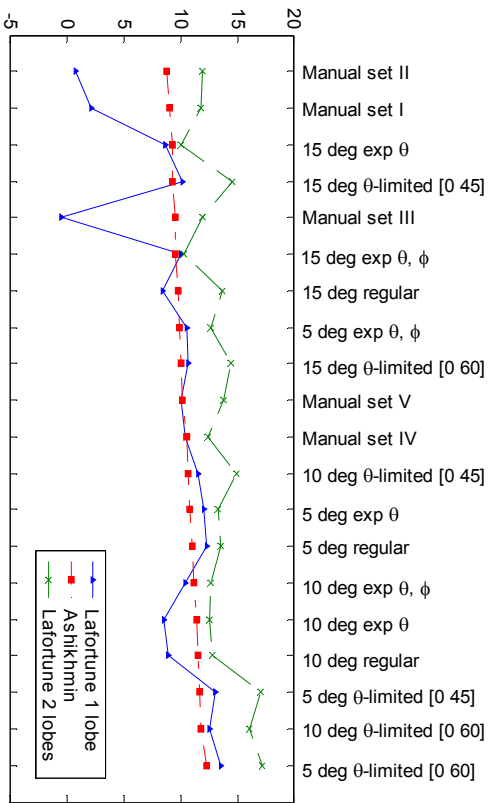 -5 0 5 10 15 20
Manual set II
Manual set I
15 deg exp θ
15 deg θ-limited [0 45]
Manual set III
15 deg exp θ, ϕ
15 deg regular
5 deg exp θ, ϕ
15 deg θ-limited [0 60]
Manual set V
Manual set IV
10 deg θ-limited [0 45]
5 deg exp θ
5 deg regular
10 deg exp θ, ϕ
10 deg exp θ
10 deg regular
5 deg θ-limited [0 45]
10 deg θ-limited [0 60]
5 deg θ-limited [0 60]
Lafortune 1 lobe
Ashikhmin
Lafortune 2 lobes